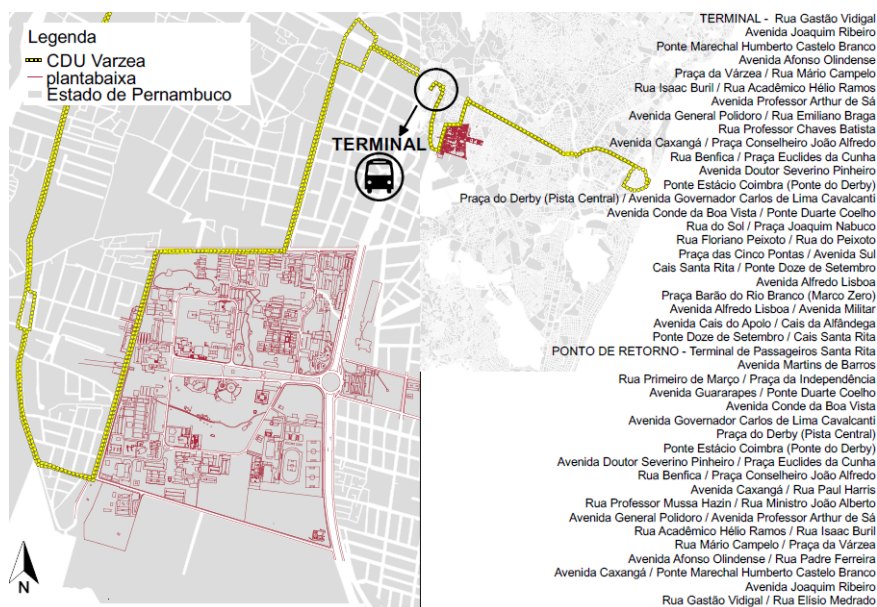 Legenda
CDU Varzea
plantabaixa
Estado de Pernambuco
TERMINAL
N
TERMINAL - Rua Gastão Vidigal
Avenida Joaquim Ribeiro
Ponte Marechal Humberto Castelo Branco
Avenida Afonso Olindense
Praça da Várzea / Rua Mário Campelo
Rua Isaac Buril / Rua Acadêmico Hélio Ramos
Avenida Professor Arthur de Sá
Avenida General Polidoro / Rua Emiliano Braga
Rua Professor Chaves Batista
Avenida Caxangá / Praça Conselheiro João Alfredo
Rua Benfica / Praça Euclides da Cunha
Avenida Doutor Severino Pinheiro
Ponte Estácio Coimbra (Ponte do Derby)
Praça do Derby (Pista Central) / Avenida Governador Carlos de Lima Cavalcanti
Avenida Conde da Boa Vista / Ponte Duarte Coelho
Rua do Sol / Praça Joaquim Nabuco
Rua Floriano Peixoto / Rua do Peixoto
Praça das Cinco Pontas / Avenida Sul
Cais Santa Rita / Ponte Doze de Setembro
Avenida Alfredo Lisboa
Praça Barão do Rio Branco (Marco Zero)
Avenida Alfredo Lisboa / Avenida Militar
Avenida Cais do Apolo / Cais da Alfândega
Ponte Doze de Setembro / Cais Santa Rita
PONTO DE RETORNO - Terminal de Passageiros Santa Rita
Avenida Martins de Barros
Rua Primeiro de Março / Praça da Independência
Avenida Guararapes / Ponte Duarte Coelho
Avenida Conde da Boa Vista
Avenida Governador Carlos de Lima Cavalcanti
Praça do Derby (Pista Central)
Ponte Estácio Coimbra (Ponte do Derby)
Avenida Doutor Severino Pinheiro / Praça Euclides da Cunha
Rua Benfica / Praça Conselheiro João Alfredo
Avenida Caxangá / Rua Paul Harris
Rua Professor Mussa Hazin / Rua Ministro João Alberto
Avenida General Polidoro / Avenida Professor Arthur de Sá
Rua Acadêmico Hélio Ramos / Rua Isaac Buril
Rua Mário Campelo / Praça da Várzea
Avenida Afonso Olindense / Rua Padre Ferreira
Avenida Caxangá / Ponte Marechal Humberto Castelo Branco
Avenida Joaquim Ribeiro
Rua Gastão Vidigal / Rua Elísio Medrado